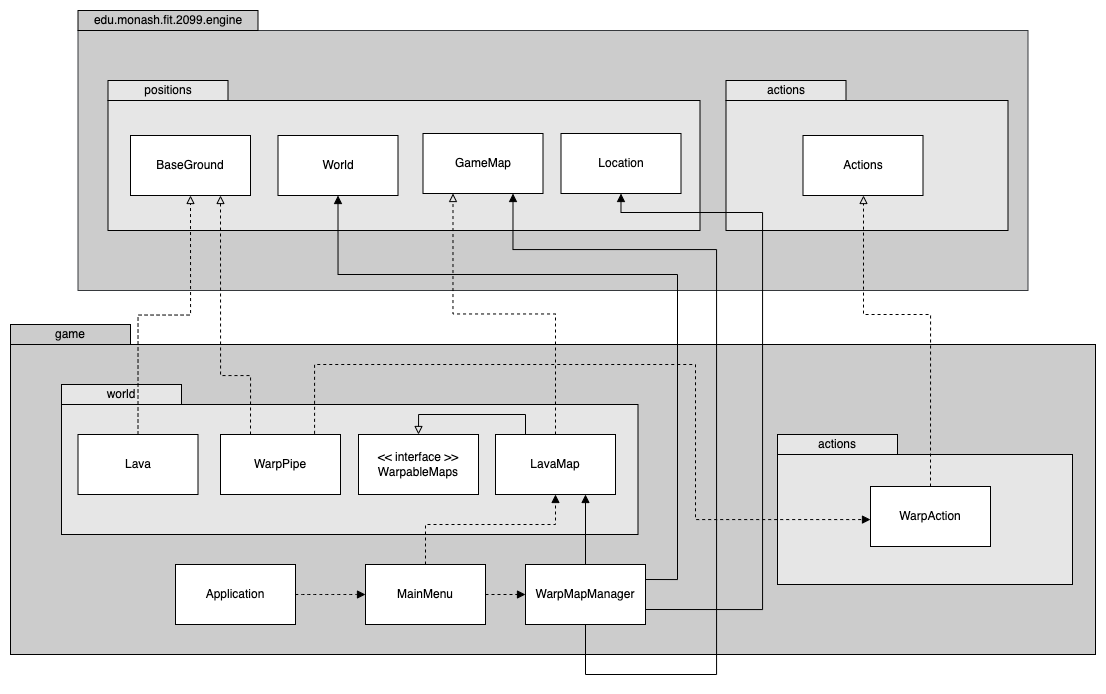 edu.monash.fit.2099.engine
positions
actions
BaseGround
World
GameMap
Location
Actions
game
world
Lava
WarpPipe
<< interface >>
WarpableMaps
LavaMap
actions
WarpAction
Application
MainMenu
WarpMapManager